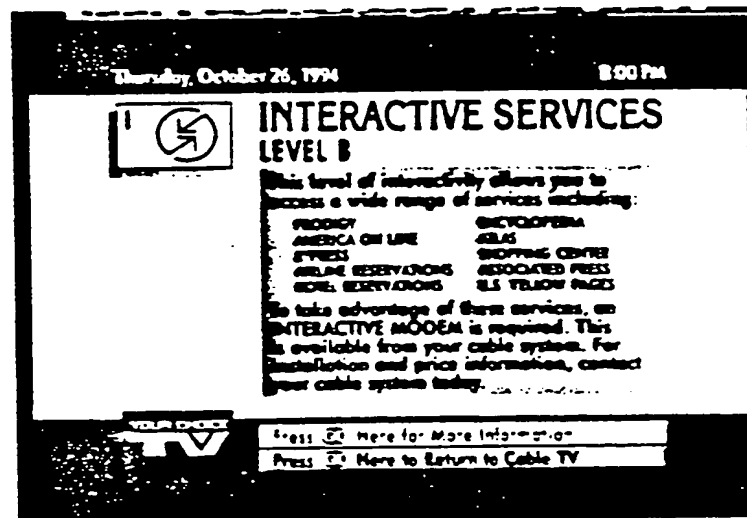 Thursday, October 26, 1994 8:00 PM
INTERACTIVE SERVICES
LEVEL B
This level of interactivity allows you to
access a wide range of services including:
PRODIGY ENCYCLOPEDIA
AMERICA ON LINE ATLAS
X*PRESS SHOPPING CENTER
AIRLINE RESERVATIONS ASSOCIATED PRESS
HOTEL RESERVATIONS U.S. YELLOW PAGES
To take advantage of these services, an
INTERACTIVE MODEM is required. This
is available from your cable system. For
installation and price information, contact
your cable system today.
YOUR CHOICE
TV
Press Here for More Information
Press Here to Return to Cable TV